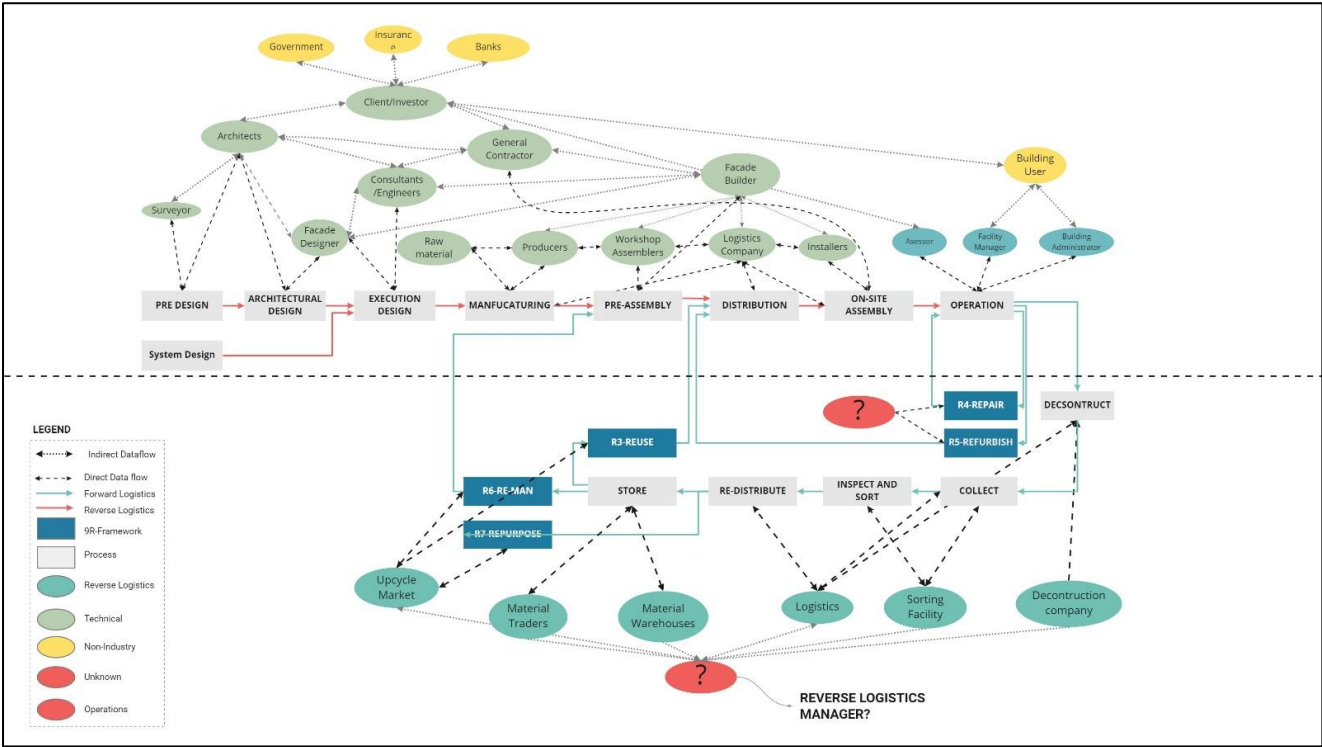 Government
Insuranc
e
Banks
Client/Investor
Architects
General
Contractor
Consultants
/Engineers
Facade
Builder
Building
User
Surveyor
Facade
Designer
Raw
material
Producers
Workshop
Assemblers
Logistics
Company
Installers
Asessor
Facility
Manager
Building
Administrator
PRE DESIGN
ARCHITECTURAL
DESIGN
EXECUTION
DESIGN
MANFUCATURING
PRE-ASSEMBLY
DISTRIBUTION
ON-SITE
ASSEMBLY
OPERATION
System Design
?
R4-REPAIR
DECSONTRUCT
R3-REUSE
R5-REFURBISH
R6-RE-MAN
STORE
RE-DISTRIBUTE
INSPECT AND
SORT
COLLECT
R7-REPURPOSE
Upcycle
Market
Material
Traders
Material
Warehouses
Logistics
Sorting
Facility
Decontruction
company
?
REVERSE LOGISTICS
MANAGER?
LEGEND
Indirect Dataflow
Direct Data flow
Forward Logistics
Reverse Logistics
9R-Framework
Process
Reverse Logistics
Technical
Non-Industry
Unknown
Operations